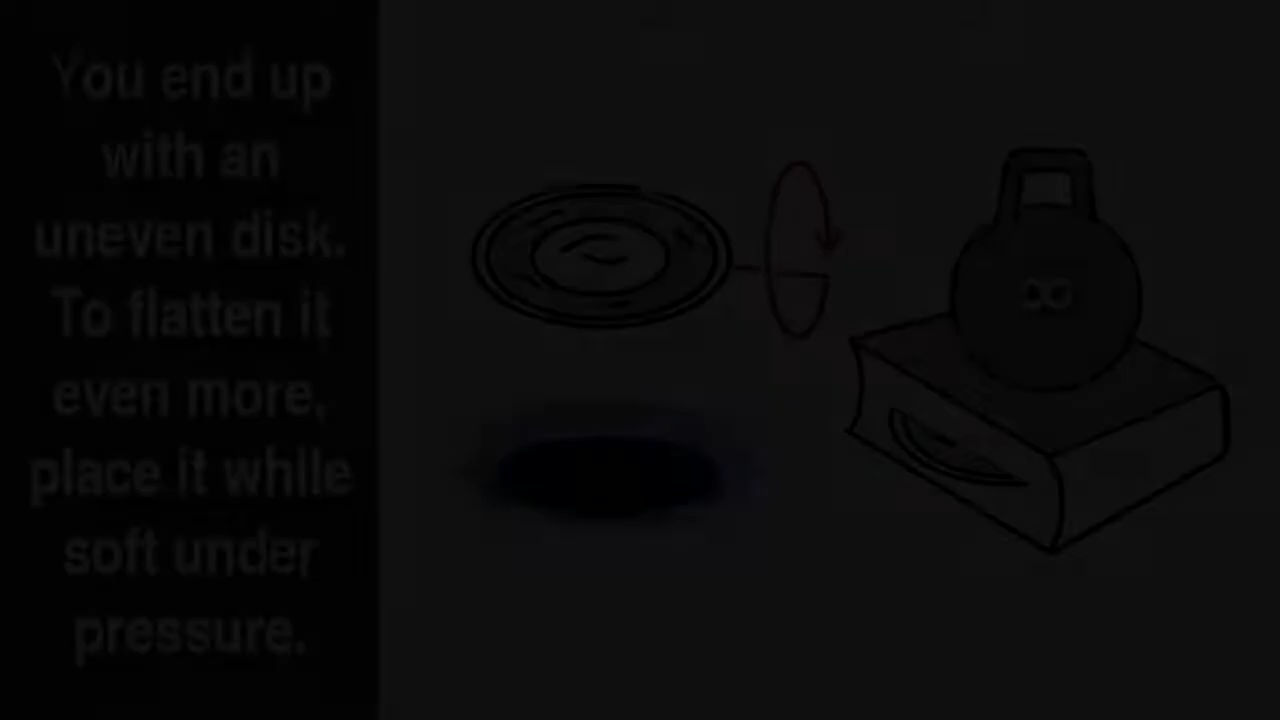 You end up
with an
uneven disk.
To flatten it
even more,
place it while
soft under
pressure.